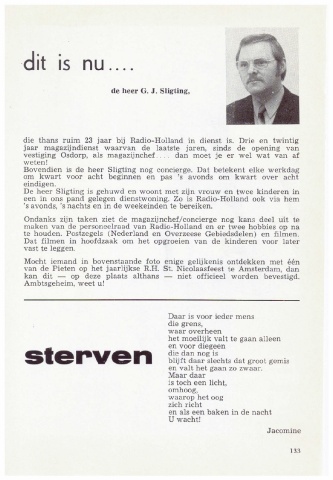 dit is nu....
de heer G. J. Sligting,
die thans ruim 23 jaar bij Radio-Holland in dienst is. Drie en twintig
jaar magazijndienst waarvan de laatste jaren, sinds de opening van
vestiging Osdorp, als magazijnchef .... dan moet je er wel wat van af
weten!
Bovendien is de heer Sligting nog concierge. Dat betekent elke werkdag
om kwart voor acht beginnen en pas 's avonds om kwart over acht
eindigen.
De heer Sligting is gehuwd en woont met zijn vrouw en twee kinderen in
een in ons pand gelegen dienstwoning. Zo is Radio-Holland ook via hem
's avonds, 's nachts en in de weekeinden te bereiken.
Ondanks zijn taken ziet de magazijnchef/concierge nog kans deel uit te
maken van de personeelraad van Radio-Holland en er twee hobbies op na
te houden. Postzegels (Nederland en Overzeese Gebiedsdelen) en filmen.
Dat filmen in hoofdzaak om het opgroeien van de kinderen voor later
vast te leggen.
Mocht iemand in bovenstaande foto enige gelijkenis ontdekken met één
van de Pieten op het jaarlijkse R.H. St. Nicolaasfeest te Amsterdam, dan
kan dit — op deze plaats althans — niet officieel worden bevestigd.
Ambtsgeheim, weet u!
sterven
Daar is voor ieder mens
die grens,
waar overheen
het moeilijk valt te gaan alleen
en voor diegeen
die dan nog is
blijft daar slechts dat groot gemis
en valt het gaan zo zwaar.
Maar daar
is toch een licht,
omhoog,
waarop het oog
zich richt
en als een baken in de nacht
U wacht!
Jacomine
133